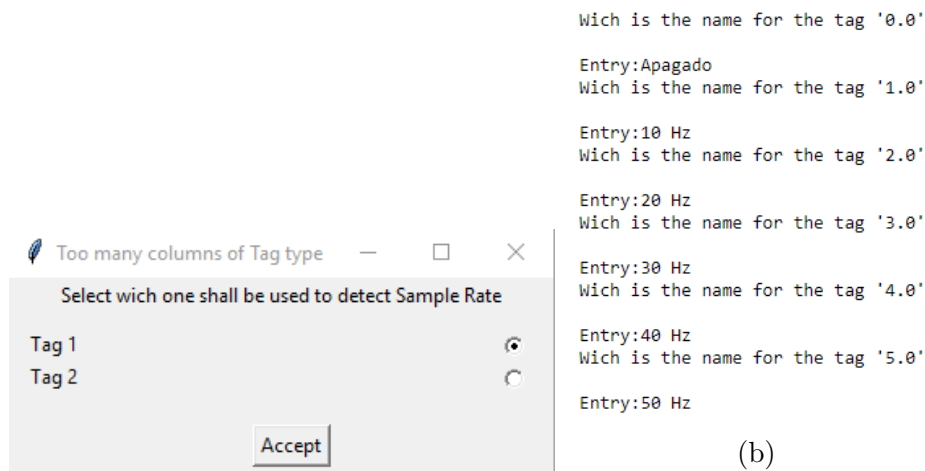 Too many columns of Tag type
Select wich one shall be used to detect Sample Rate
Tag 1
Tag 2
Accept
Wich is the name for the tag '0.0'
Entry:Apagado
Wich is the name for the tag '1.0'
Entry:10 Hz
Wich is the name for the tag '2.0'
Entry:20 Hz
Wich is the name for the tag '3.0'
Entry:30 Hz
Wich is the name for the tag '4.0'
Entry:40 Hz
Wich is the name for the tag '5.0'
Entry:50 Hz
(b)